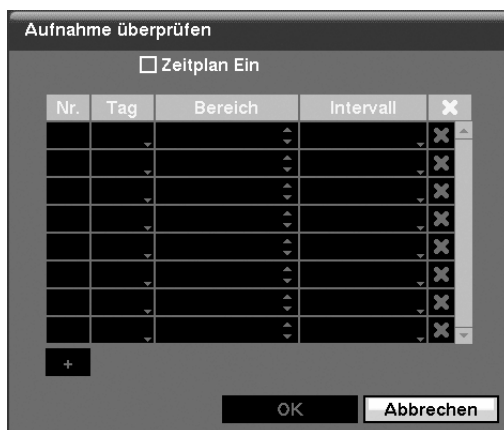 Aufnahme überprüfen
Zeitplan Ein
Nr. Tag Bereich Intervall
+
OK Abbrechen